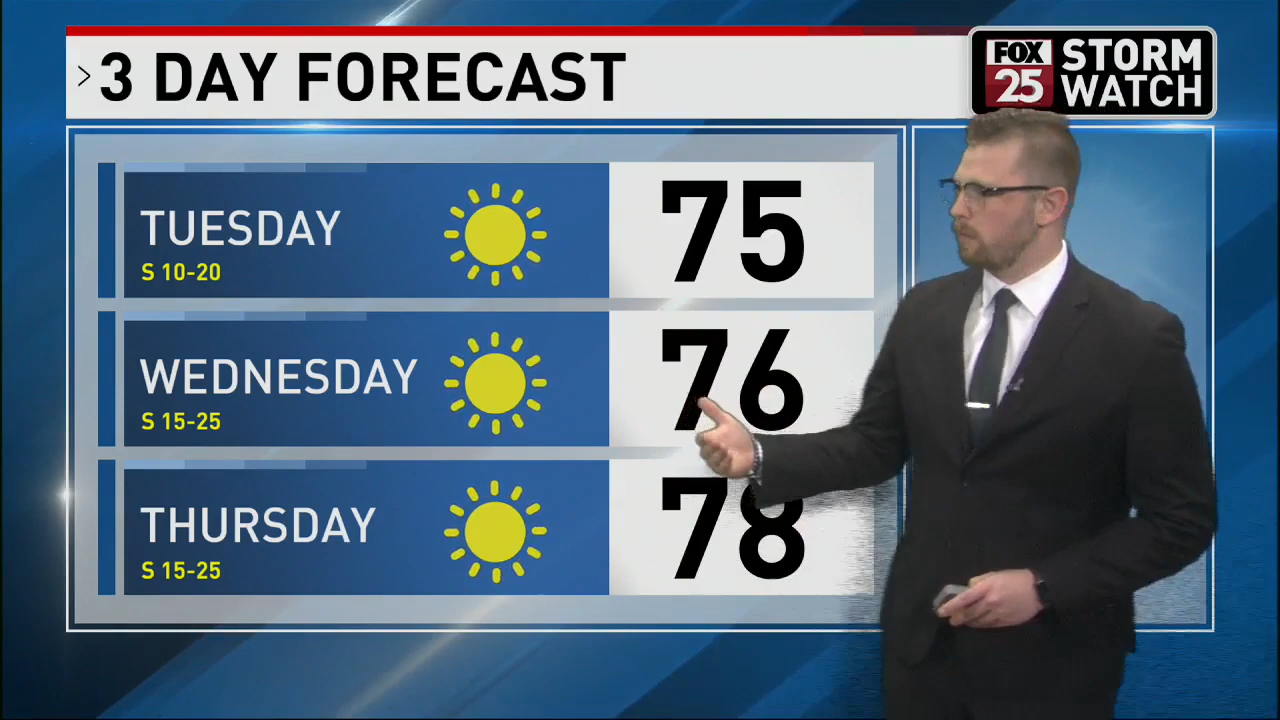 3 DAY FORECAST
FOX
25
STORM
WATCH
TUESDAY
S 10-20
75
WEDNESDAY
S 15-25
76
THURSDAY
S 15-25
78